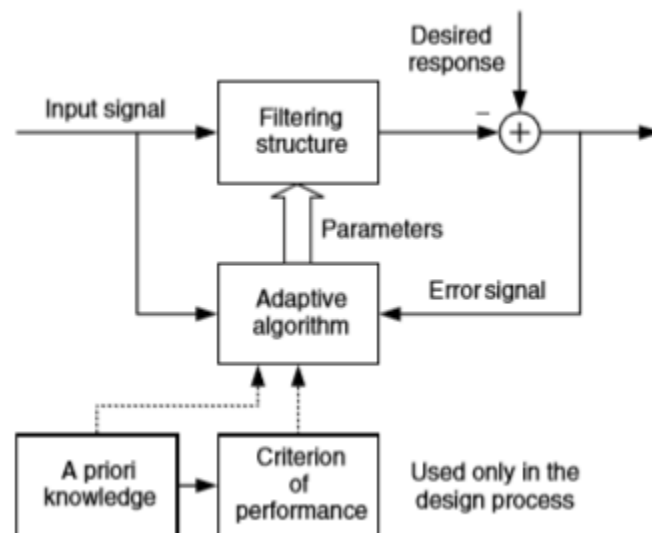 Desired
response
Input signal
Filtering
structure
−
+
Parameters
Adaptive
algorithm
Error signal
A priori
knowledge
Criterion
of
performance
Used only in the
design process